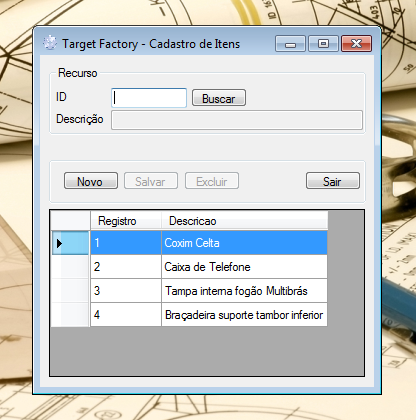 Target Factory - Cadastro de Itens
Recurso
ID
Buscar
Descrição
Novo
Salvar
Excluir
Sair
Registro Descricao
1 Coxim Celta
2 Caixa de Telefone
3 Tampa interna fogão Multibrás
4 Braçadeira suporte tambor inferior